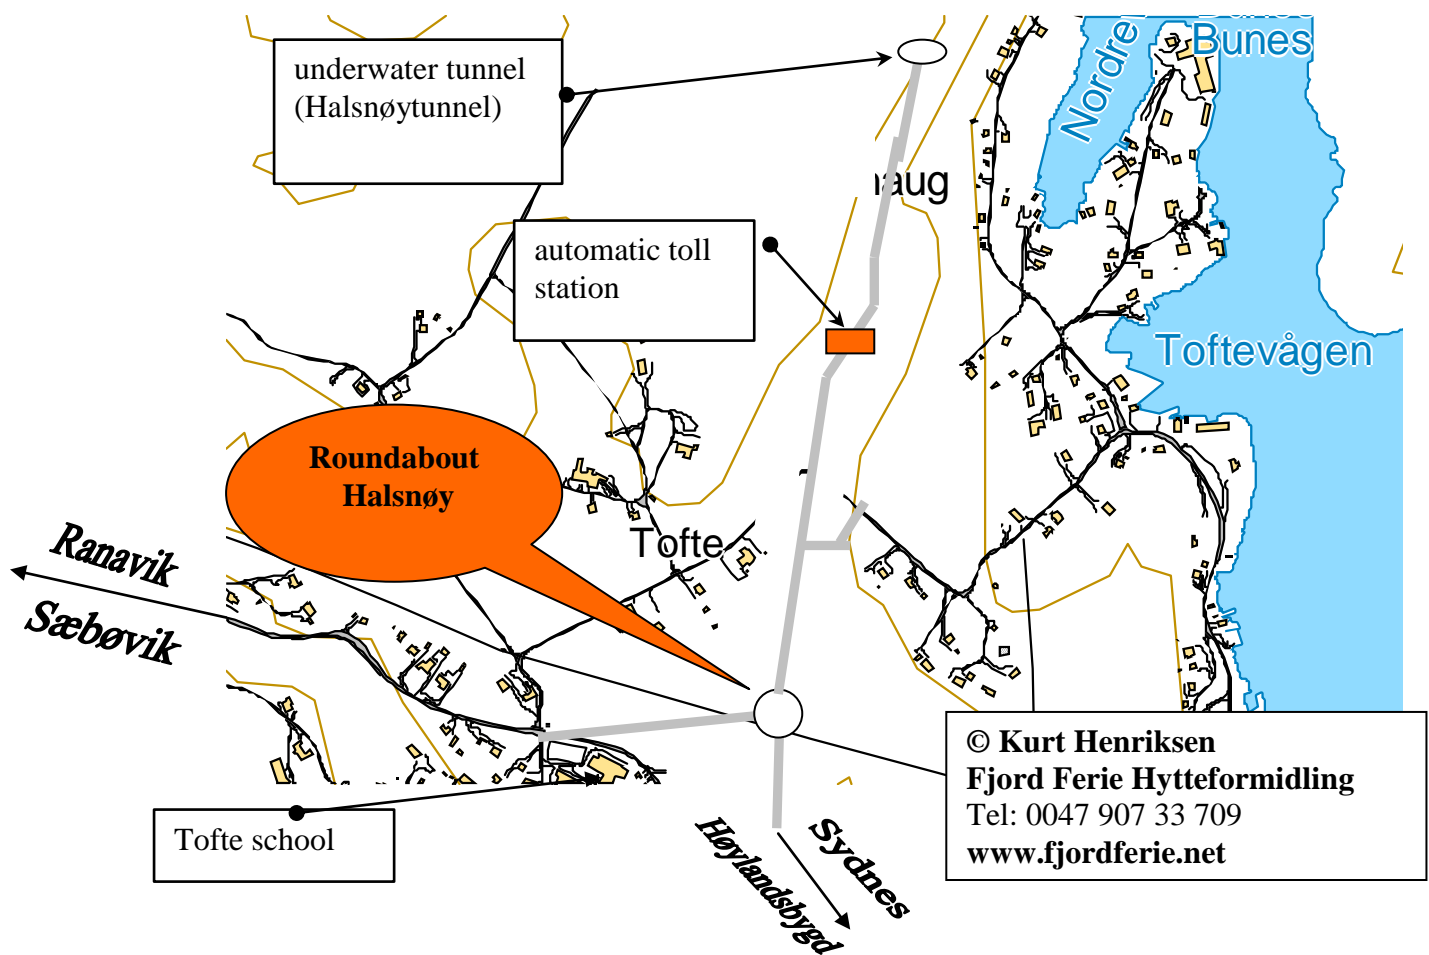 underwater tunnel
(Halsnøytunnel)
Nordre
Bunes
haug
automatic toll
station
Toftevågen
Roundabout
Halsnøy
Tofte
Ranavik
Sæbøvik
© Kurt Henriksen
Fjord Ferie Hytteformidling
Tel: 0047 907 33 709
www.fjordferie.net
Tofte school
Sydnes
Høylandsbygd